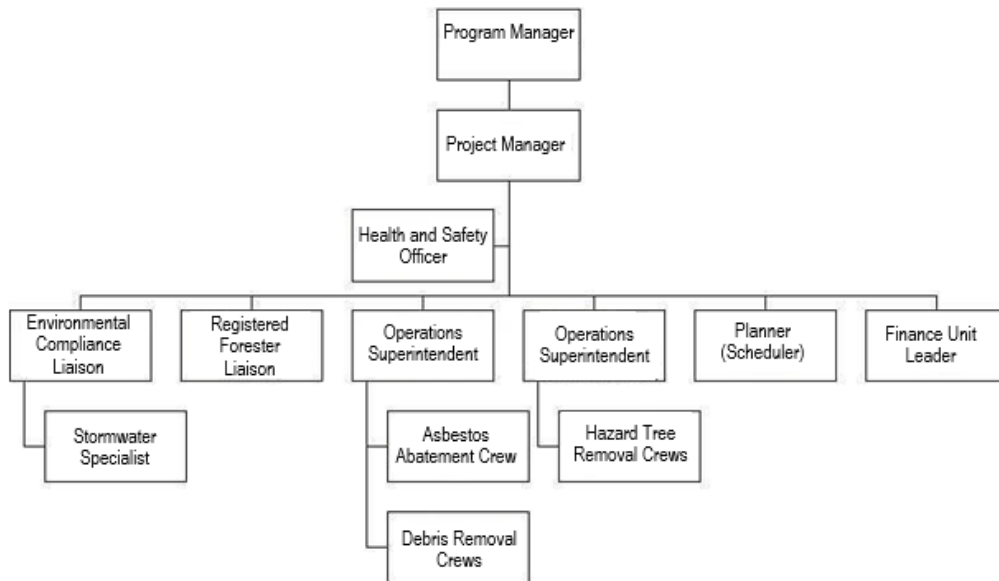 Program Manager
Project Manager
Health and Safety
Officer
Environmental
Compliance
Liaison
Registered
Forester
Liaison
Operations
Superintendent
Operations
Superintendent
Planner
(Scheduler)
Finance Unit
Leader
Stormwater
Specialist
Asbestos
Abatement Crew
Hazard Tree
Removal Crews
Debris Removal
Crews